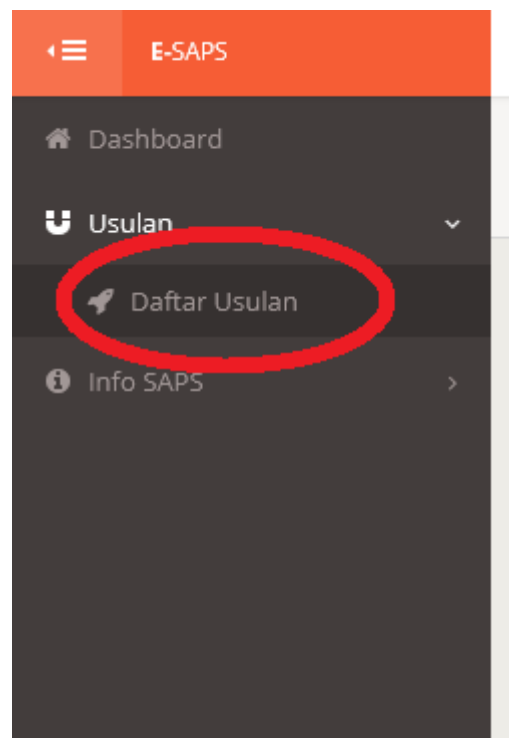 E-SAPS
Dashboard
Usulan
Daftar Usulan
Info SAPS